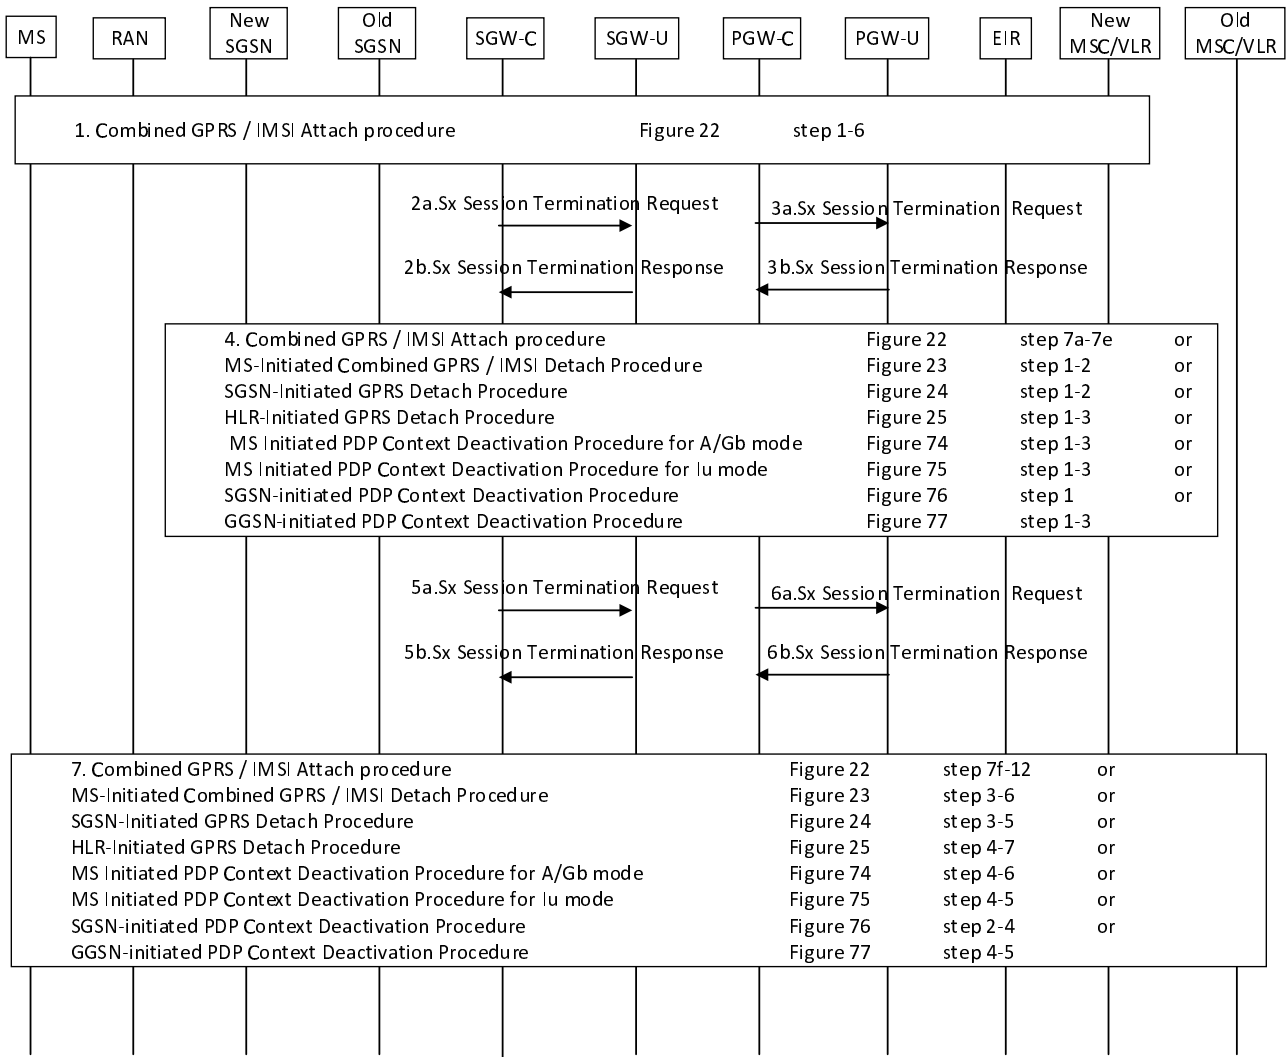 MS
RAN
New
SGSN
Old
SGSN
SGW-C
SGW-U
PGW-C
PGW-U
EIR
New
MSC/VLR
Old
MSC/VLR
1. Combined GPRS / IMSI Attach procedure Figure 22 step 1-6
2a.Sx Session Termination Request
3a.Sx Session Termination Request
2b.Sx Session Termination Response
3b.Sx Session Termination Response
4. Combined GPRS / IMSI Attach procedure Figure 22 step 7a-7e or
MS-Initiated Combined GPRS / IMSI Detach Procedure Figure 23 step 1-2 or
SGSN-Initiated GPRS Detach Procedure Figure 24 step 1-2 or
HLR-Initiated GPRS Detach Procedure Figure 25 step 1-3 or
MS Initiated PDP Context Deactivation Procedure for A/Gb mode Figure 74 step 1-3 or
MS Initiated PDP Context Deactivation Procedure for Iu mode Figure 75 step 1-3 or
SGSN-initiated PDP Context Deactivation Procedure Figure 76 step 1 or
GGSN-initiated PDP Context Deactivation Procedure Figure 77 step 1-3
5a.Sx Session Termination Request
6a.Sx Session Termination Request
5b.Sx Session Termination Response
6b.Sx Session Termination Response
7. Combined GPRS / IMSI Attach procedure Figure 22 step 7f-12 or
MS-Initiated Combined GPRS / IMSI Detach Procedure Figure 23 step 3-6 or
SGSN-Initiated GPRS Detach Procedure Figure 24 step 3-5 or
HLR-Initiated GPRS Detach Procedure Figure 25 step 4-7 or
MS Initiated PDP Context Deactivation Procedure for A/Gb mode Figure 74 step 4-6 or
MS Initiated PDP Context Deactivation Procedure for Iu mode Figure 75 step 4-5 or
SGSN-initiated PDP Context Deactivation Procedure Figure 76 step 2-4 or
GGSN-initiated PDP Context Deactivation Procedure Figure 77 step 4-5